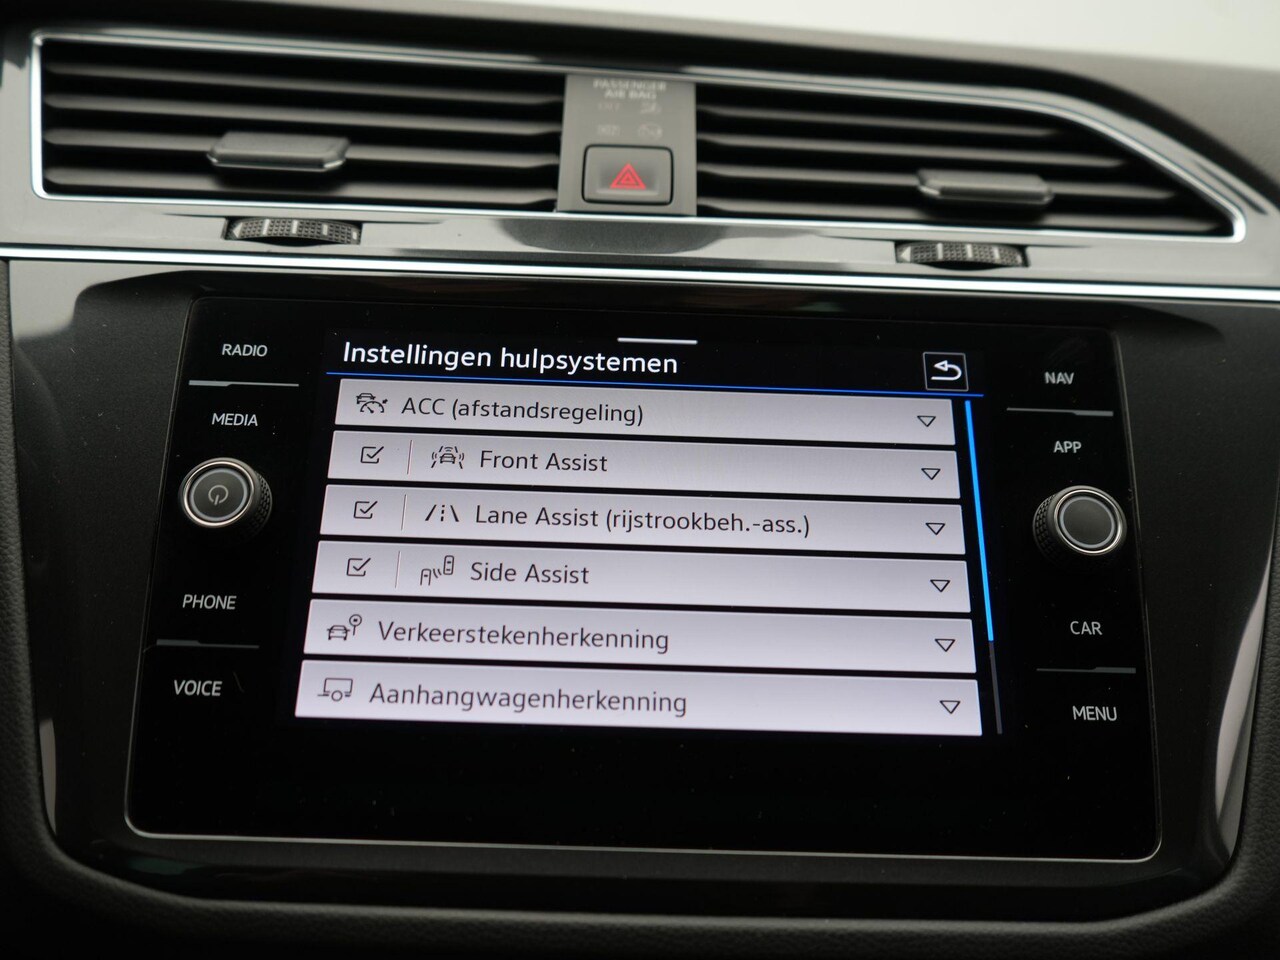 PASSENGER
AIR BAG
RADIO
MEDIA
PHONE
VOICE
Instellingen hulpsystemen
ACC (afstandsregeling)
Front Assist
Lane Assist (rijstrookbeh.-ass.)
Side Assist
Verkeerstekenherkenning
Aanhangwagenherkenning
NAV
APP
CAR
MENU